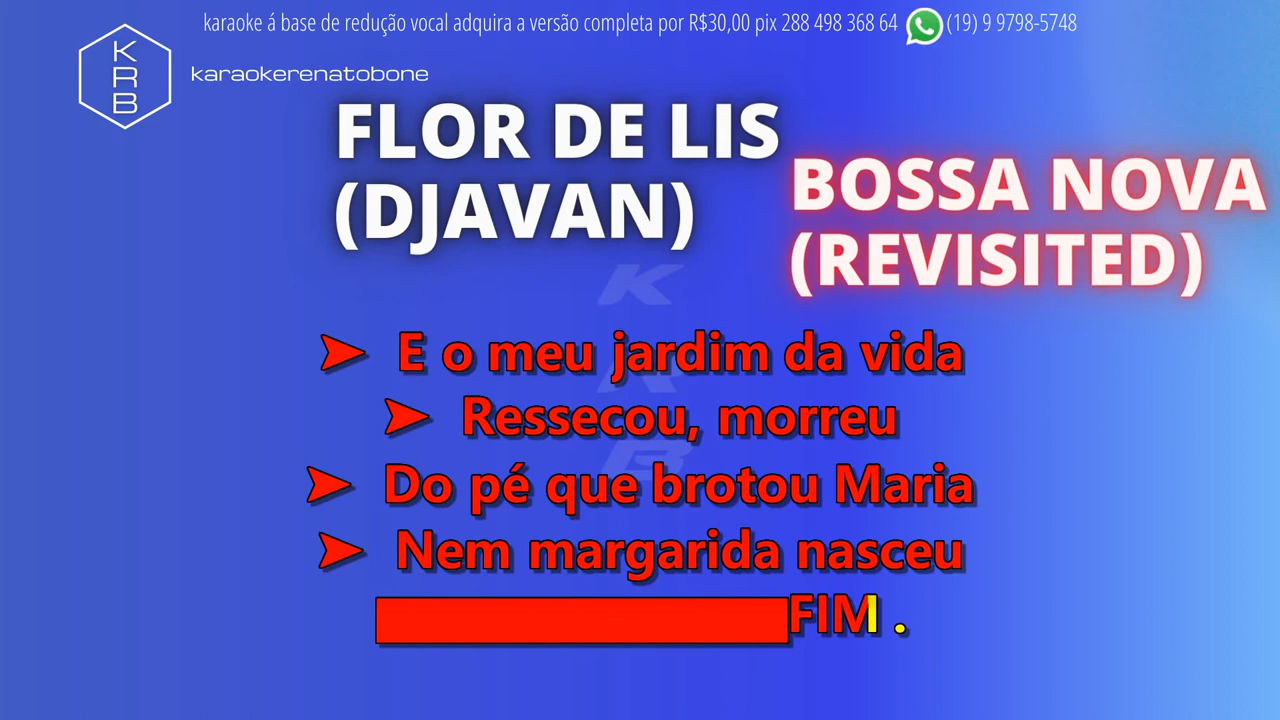 karaoke á base de redução vocal adquira a versão completa por R$30,00 pix 288 498 368 64 (19) 9 9798-5748
K
R
B
karaokerenatobone
FLOR DE LIS
(DJAVAN)
BOSSA NOVA
(REVISITED)
K
R
B
➤ E o meu jardim da vida
➤ Ressecou, morreu
➤ Do pé que brotou Maria
➤ Nem margarida nasceu
FIM .